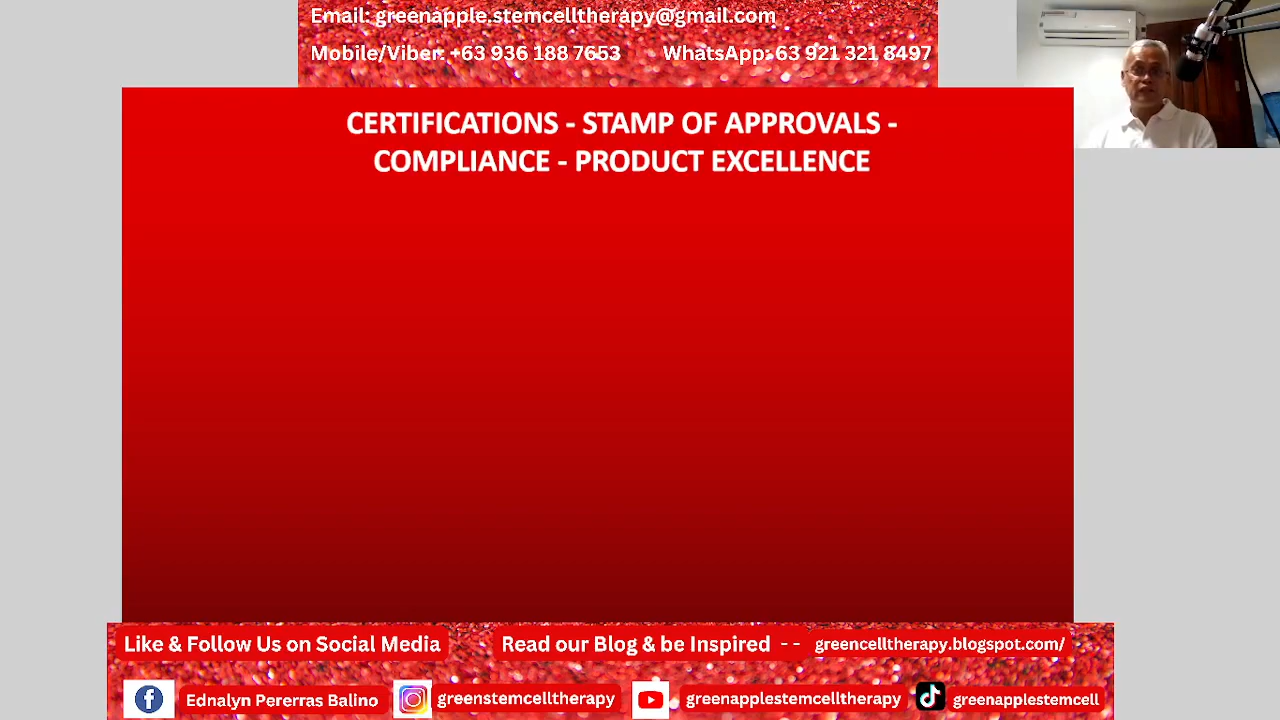 Email: greenapple.stemcelltherapy@gmail.com
Mobile/Viber: +63 936 188 7653 WhatsApp: 63 921 321 8497
CERTIFICATIONS - STAMP OF APPROVALS -
COMPLIANCE - PRODUCT EXCELLENCE
Like & Follow Us on Social Media Read our Blog & be Inspired - - greencelltherapy.blogspot.com/
Ednalyn Pererras Balino greenstemcelltherapy greenapplestemcelltherapy greenapplestemcell